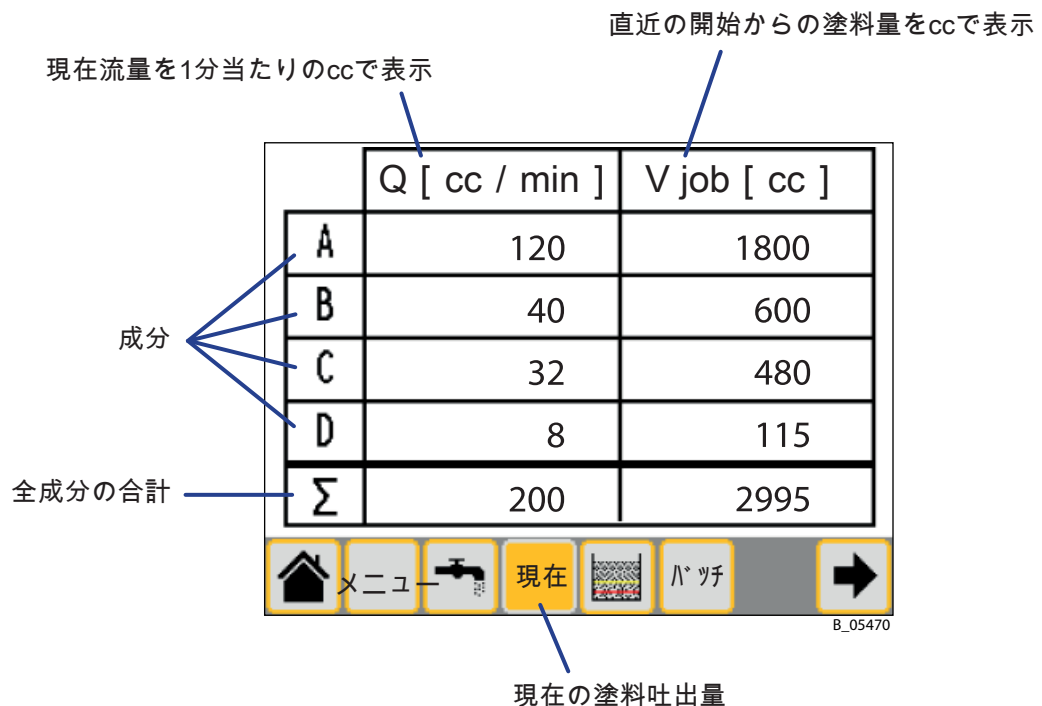 直近の開始からの塗料量をccで表示
現在流量を1分当たりのccで表示
Q [ cc / min ] V job [ cc ]
A 120 1800
B 40 600
成分
C 32 480
D 8 115
全成分の合計
Σ 200 2995
メニュー 現在 ﾊﾞｯﾁ
B_05470
現在の塗料吐出量